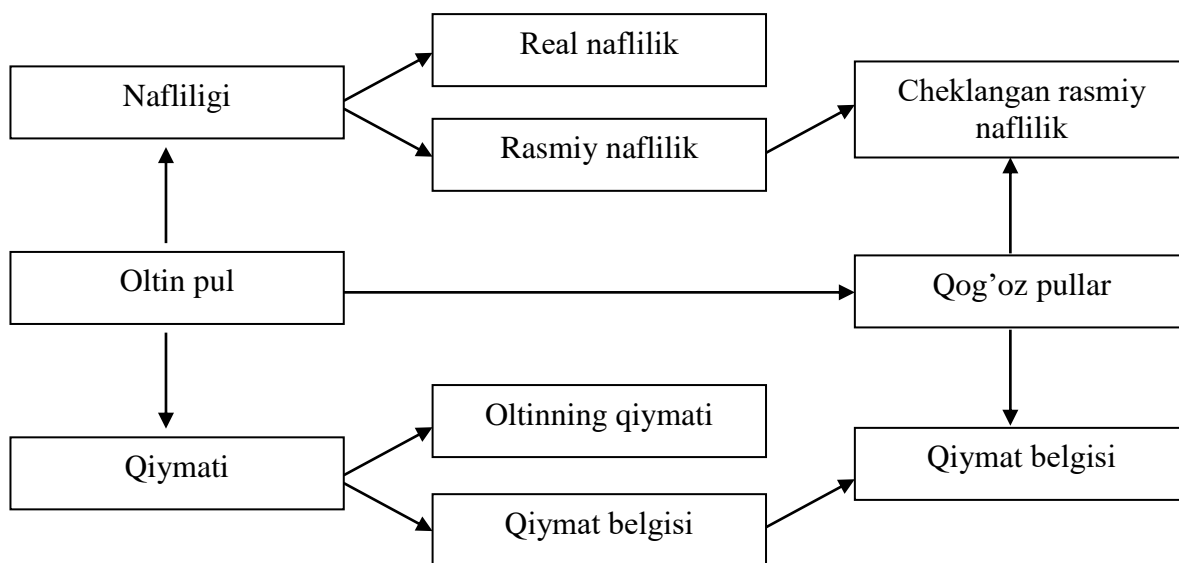 Real naflilik
Nafliligi
Cheklangan rasmiy
naflilik
Rasmiy naflilik
Oltin pul
Qog’oz pullar
Oltinning qiymati
Qiymati
Qiymat belgisi
Qiymat belgisi